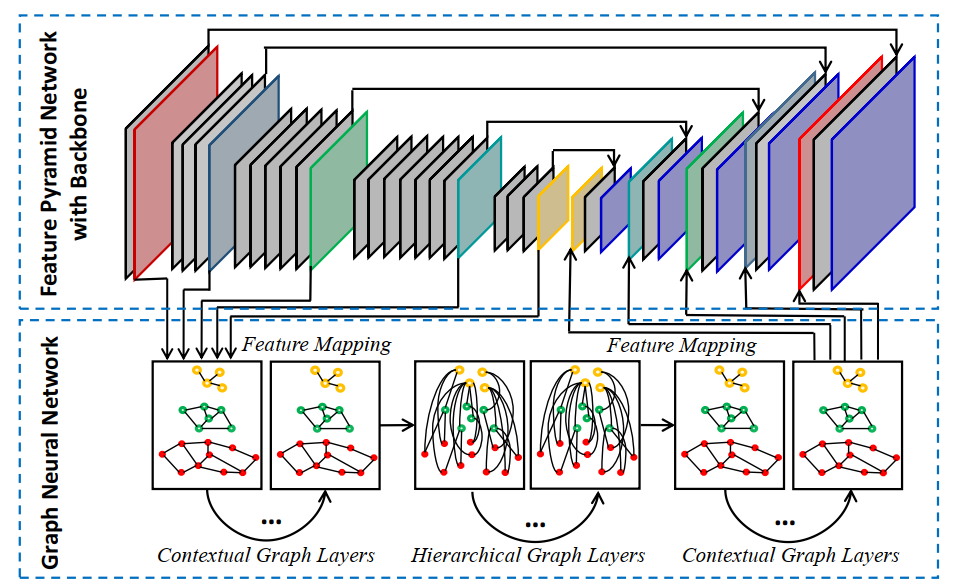 Feature Pyramid Network
with Backbone
Graph Neural Network
Feature Mapping
Feature Mapping
...
...
...
Contextual Graph Layers
Hierarchical Graph Layers
Contextual Graph Layers